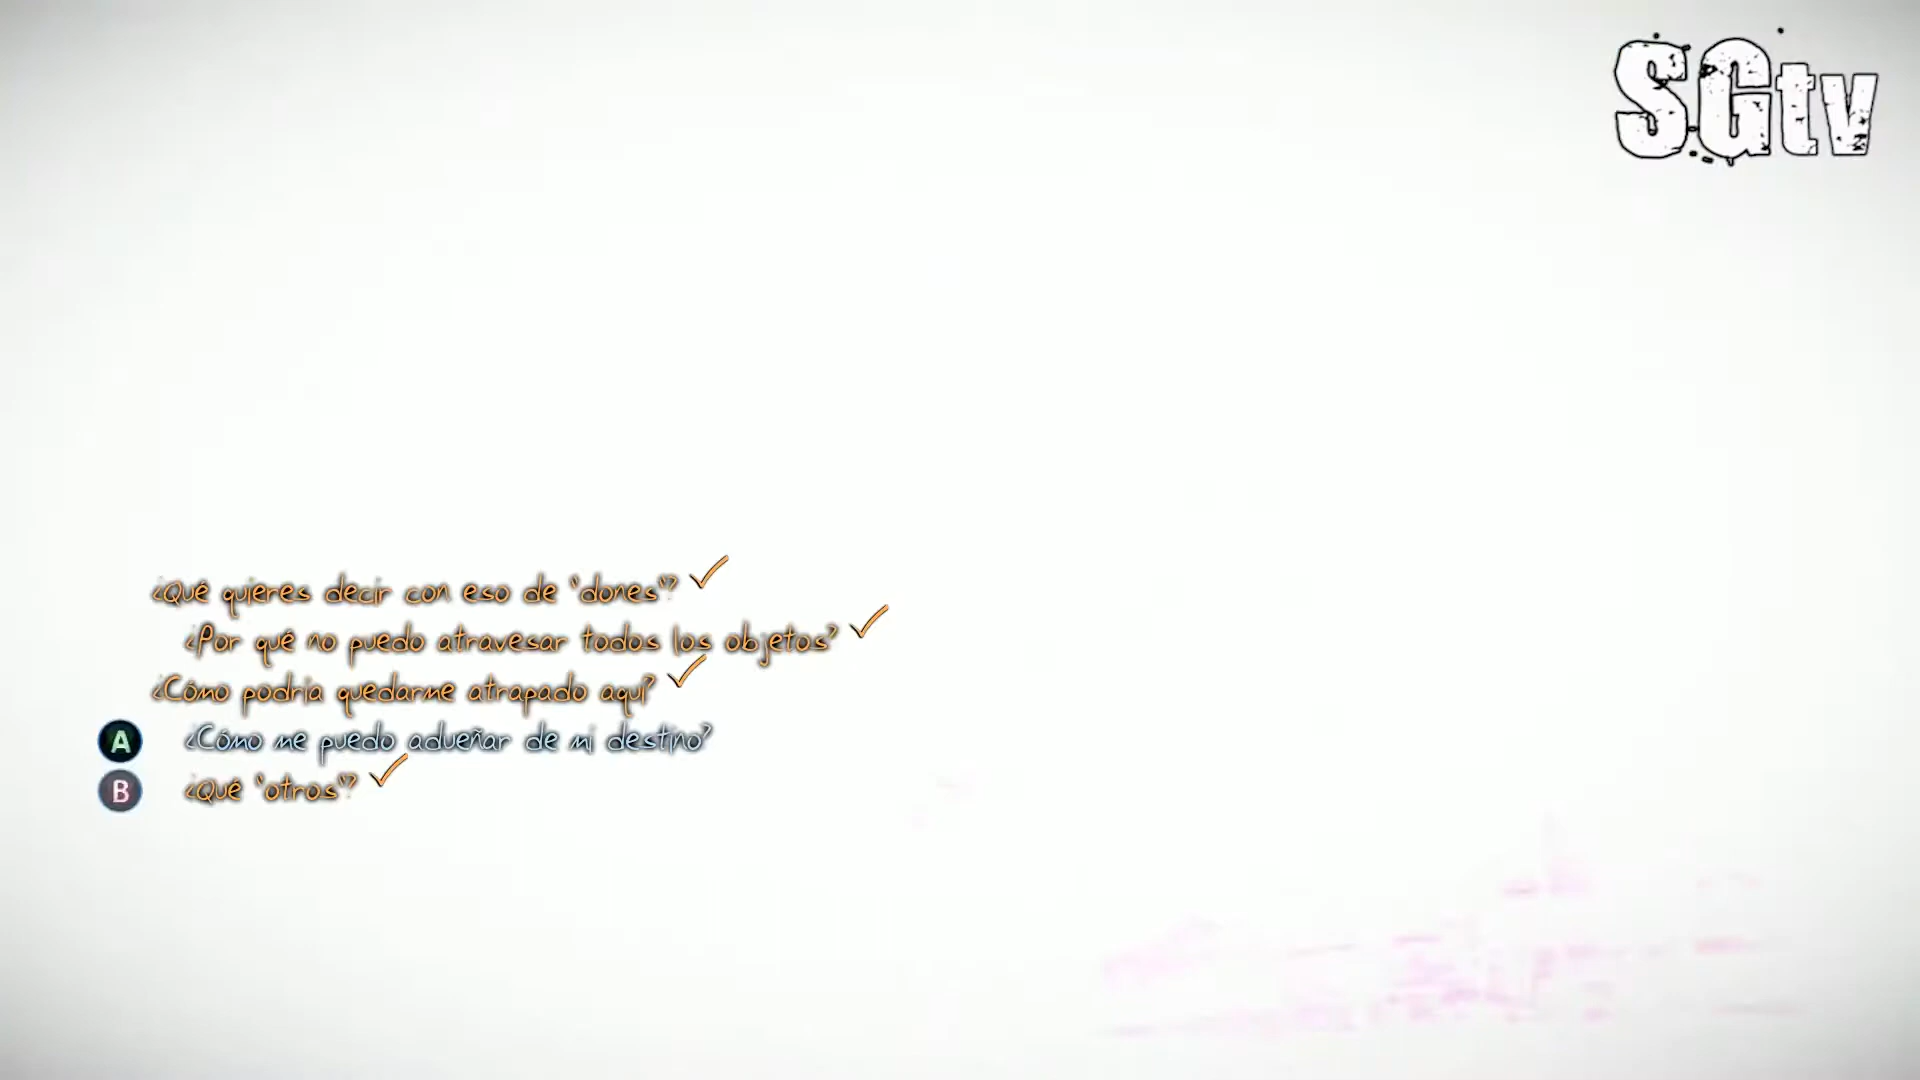 SGtv
¿Qué quieres decir con eso de "dones"?
¿Por qué no puedo atravesar todos los objetos?
¿Cómo podría quedarme atrapado aquí?
A ¿Cómo me puedo adueñar de mi destino?
B ¿Qué "otros"?